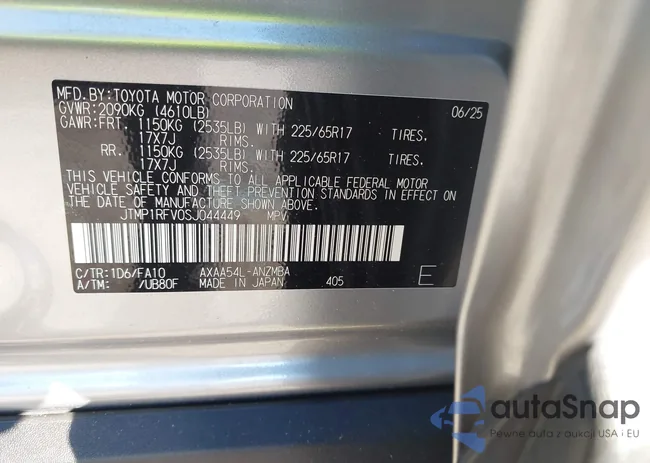 MFD. BY: TOYOTA MOTOR CORPORATION 06/25
GVWR: 2090KG (4610LB)
GAWR: FRT. 1150KG (2535LB) WITH 225/65R17 TIRES.
17X7J RIMS.
RR. 1150KG (2535LB) WITH 225/65R17 TIRES.
17X7J RIMS.
THIS VEHICLE CONFORMS TO ALL APPLICABLE FEDERAL MOTOR
VEHICLE SAFETY AND THEFT PREVENTION STANDARDS IN EFFECT ON
THE DATE OF MANUFACTURE SHOWN ABOVE.
JTMP1RFV0SJ044449 MPV
C/TR: 1D6/FA10 AXAA54L-ANZMBA
A/TM: /UB80F MADE IN JAPAN 405 E
autaSnap
Pewne auta z aukcji USA i EU